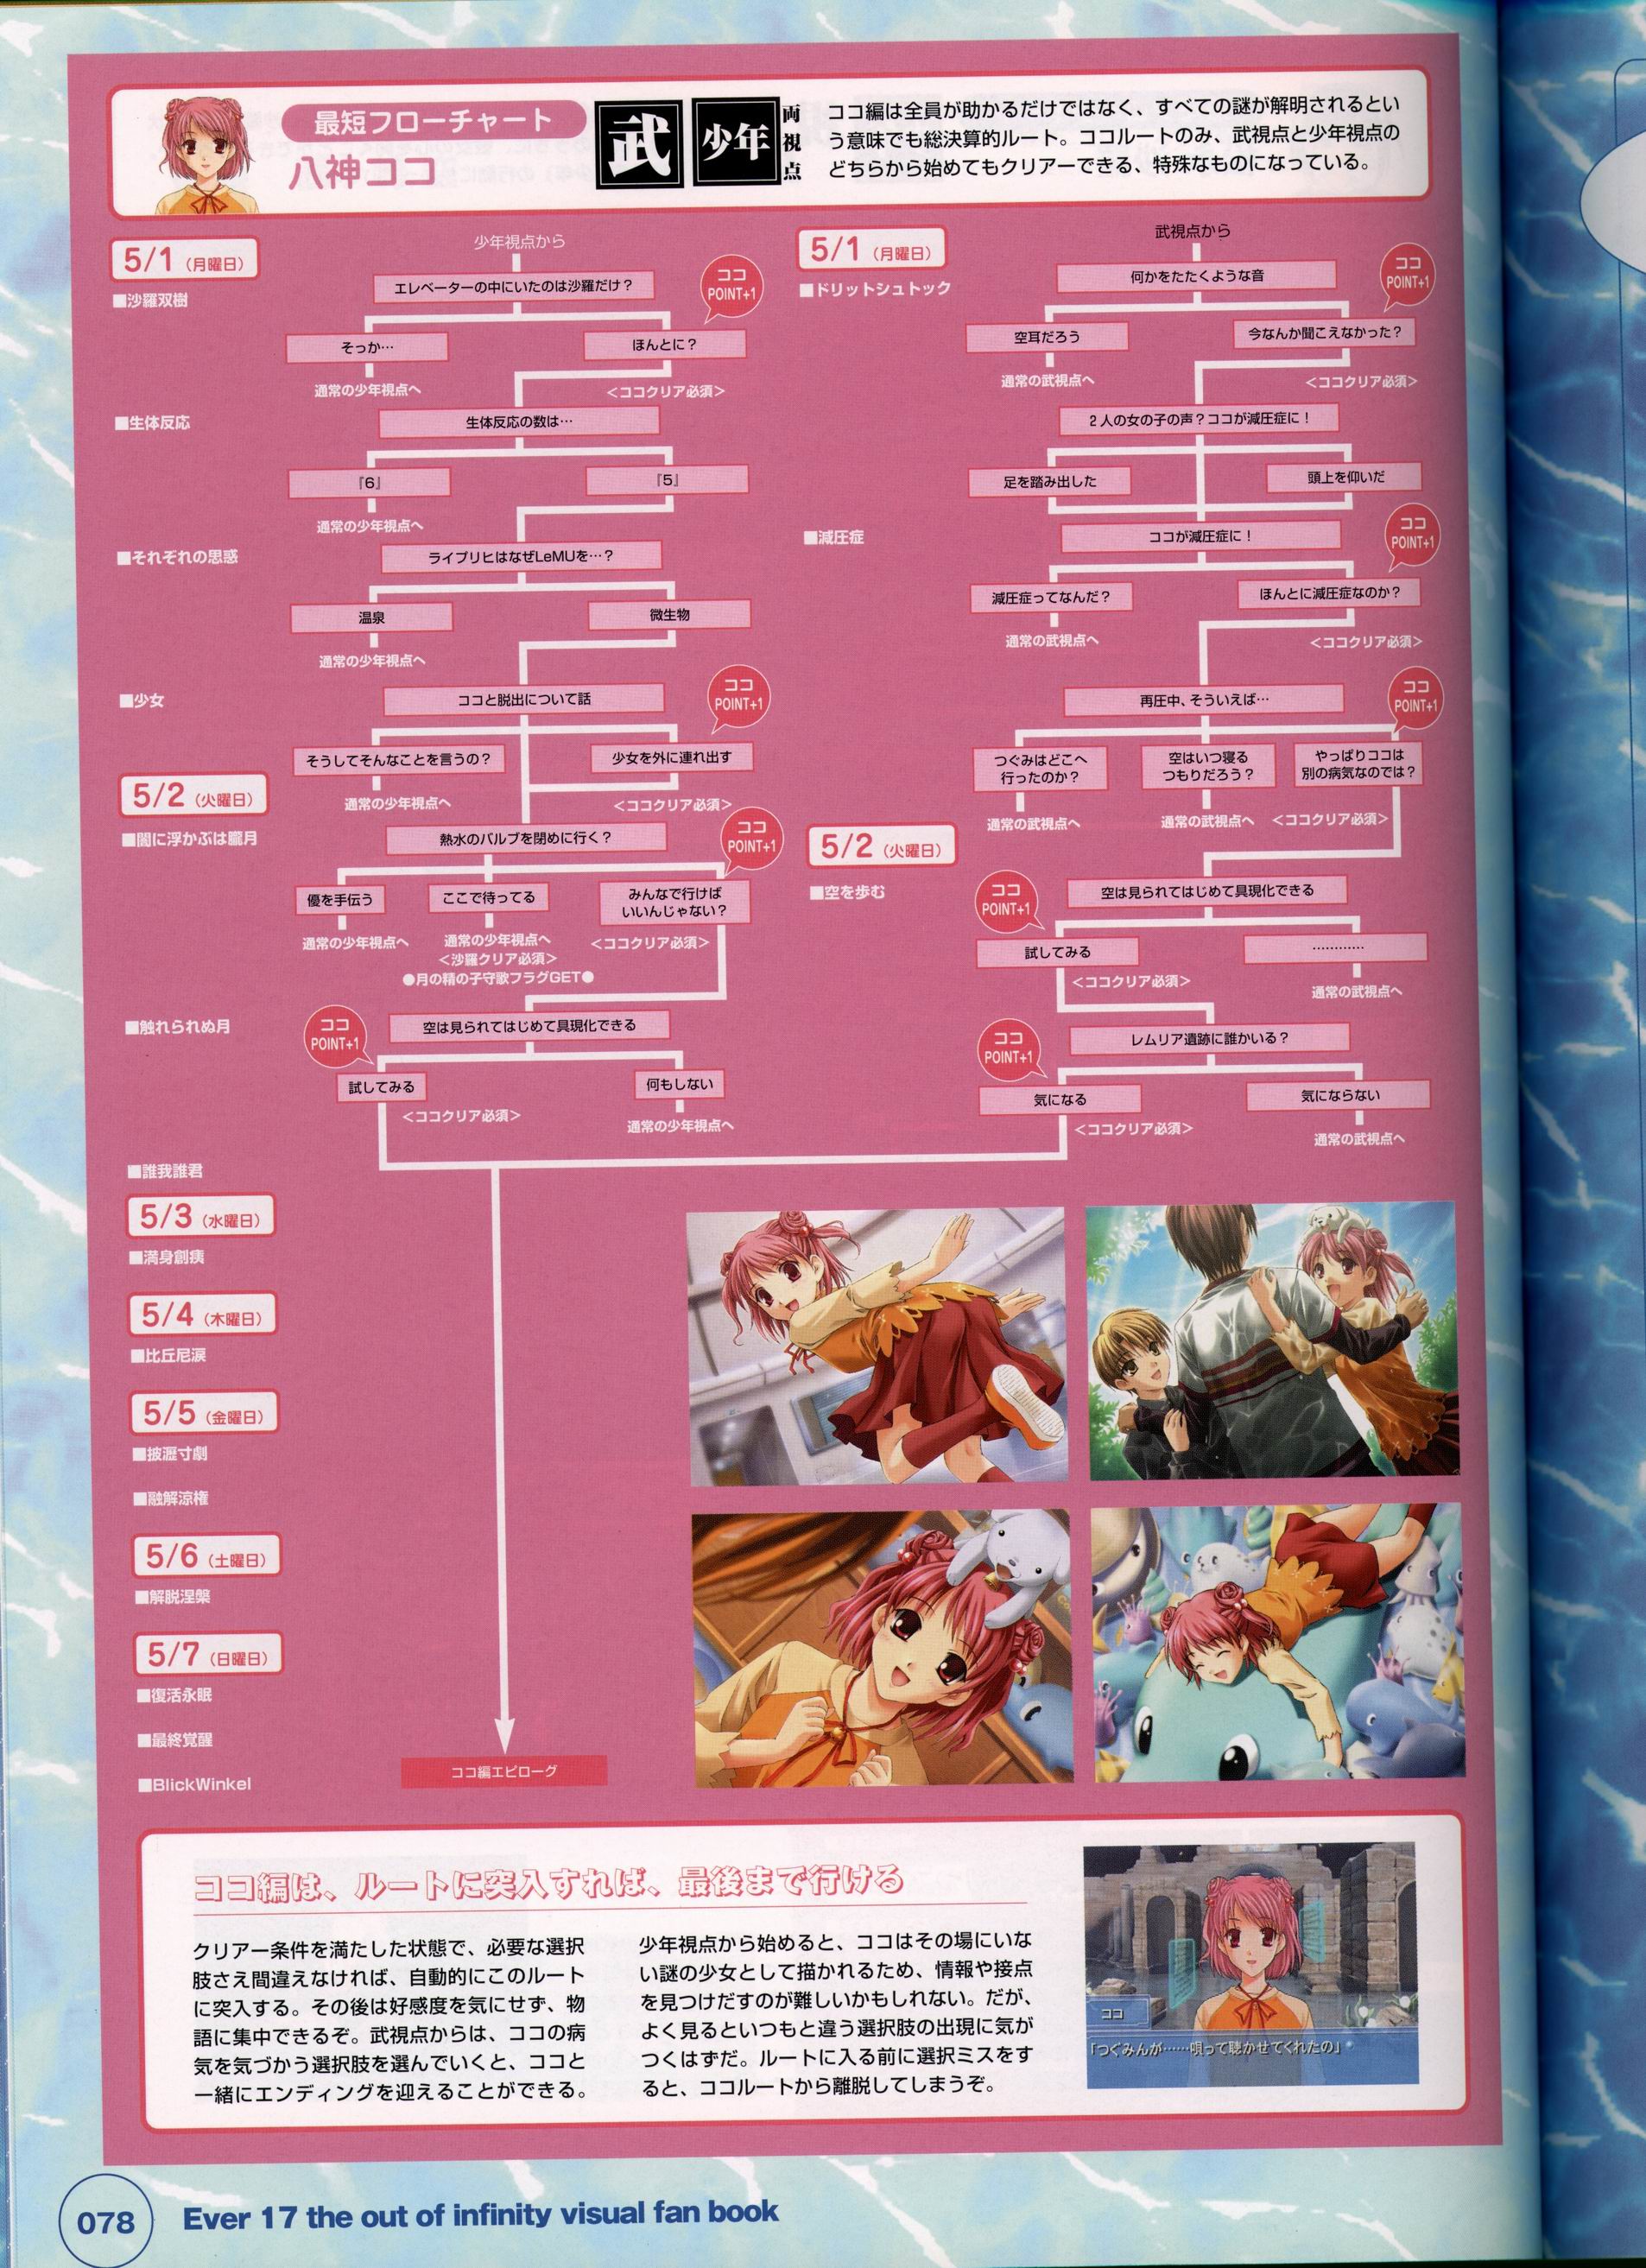 最短フローチャート
八神ココ
武
少年
両視点
ココ編は全員が助かるだけではなく、すべての謎が解明されるとい
う意味でも総決算的ルート。ココルートのみ、武視点と少年視点の
どちらから始めてもクリアーできる、特殊なものになっている。
5/1（月曜日）
■沙羅双樹
少年視点から
エレベーターの中にいたのは沙羅だけ？
ココ
POINT+1
そっか…
ほんとに？
通常の少年視点へ
＜ココクリア必須＞
■生体反応
生体反応の数は…
『6』
『5』
通常の少年視点へ
■それぞれの思惑
ライプリヒはなぜLeMUを…？
温泉
微生物
通常の少年視点へ
■少女
ココと脱出について話
ココ
POINT+1
そうしてそんなことを言うの？
少女を外に連れ出す
通常の少年視点へ
＜ココクリア必須＞
5/2（火曜日）
■闇に浮かぶは朧月
熱水のバルブを閉めに行く？
ココ
POINT+1
優を手伝う
ここで待ってる
みんなで行けば
いいんじゃない？
通常の少年視点へ
通常の少年視点へ
＜沙羅クリア必須＞
●月の精の子守歌フラグGET●
＜ココクリア必須＞
■触れられぬ月
ココ
POINT+1
空は見られてはじめて具現化できる
試してみる
何もしない
＜ココクリア必須＞
通常の少年視点へ
5/1（月曜日）
■ドリットシュトック
武視点から
何かをたたくような音
ココ
POINT+1
空耳だろう
今なんか聞こえなかった？
通常の武視点へ
＜ココクリア必須＞
2人の女の子の声？ココが減圧症に！
足を踏み出した
頭上を仰いだ
■減圧症
ココが減圧症に！
ココ
POINT+1
減圧症ってなんだ？
ほんとに減圧症なのか？
通常の武視点へ
＜ココクリア必須＞
再圧中、そういえば…
ココ
POINT+1
つぐみはどこへ
行ったのか？
空はいつ寝る
つもりだろう？
やっぱりココは
別の病気なのでは？
通常の武視点へ
通常の武視点へ
＜ココクリア必須＞
5/2（火曜日）
■空を歩む
ココ
POINT+1
空は見られてはじめて具現化できる
試してみる
…………
＜ココクリア必須＞
通常の武視点へ
ココ
POINT+1
レムリア遺跡に誰かいる？
気になる
気にならない
＜ココクリア必須＞
通常の武視点へ
■誰我誰君
5/3（水曜日）
■満身創痍
5/4（木曜日）
■比丘尼涙
5/5（金曜日）
■披瀝寸劇
■融解涼権
5/6（土曜日）
■解脱涅槃
5/7（日曜日）
■復活永眠
■最終覚醒
■BlickWinkel
ココ編エピローグ
ココ編は、ルートに突入すれば、最後まで行ける
クリアー条件を満たした状態で、必要な選択
肢さえ間違えなければ、自動的にこのルート
に突入する。その後は好感度を気にせず、物
語に集中できるぞ。武視点からは、ココの病
気を気づかう選択肢を選んでいくと、ココと
一緒にエンディングを迎えることができる。
少年視点から始めると、ココはその場にいな
い謎の少女として描かれるため、情報や接点
を見つけだすのが難しいかもしれない。だが、
よく見るといつもと違う選択肢の出現に気が
つくはずだ。ルートに入る前に選択ミスをす
ると、ココルートから離脱してしまうぞ。
ココ
「つぐみんが……唄って聴かせてくれたの」
078
Ever 17 the out of infinity visual fan book